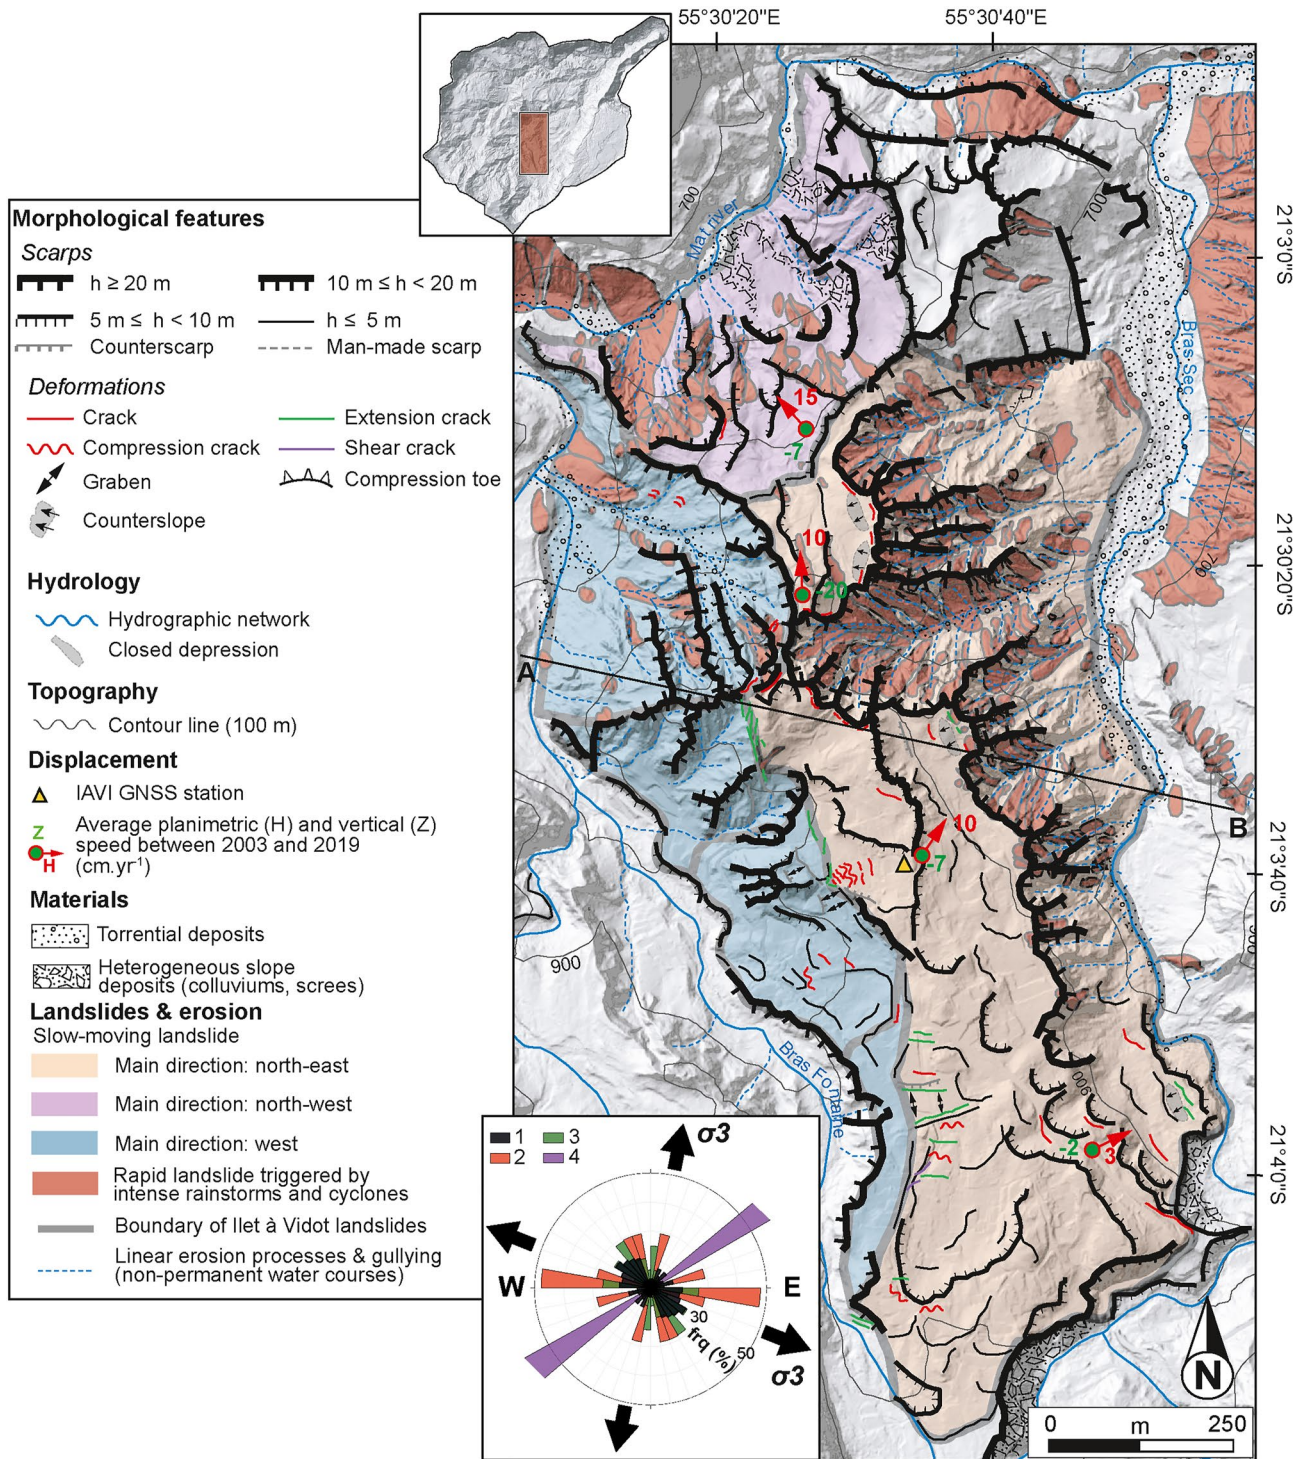 55°30'20"E
55°30'40"E
21°3'0"S
21°30'20"S
21°3'40"S
21°4'0"S
Morphological features
Scarps
h ≥ 20 m
10 m ≤ h < 20 m
5 m ≤ h < 10 m
h ≤ 5 m
Counterscarp
Man-made scarp
Deformations
Crack
Extension crack
Compression crack
Shear crack
Graben
Compression toe
Counterslope
Hydrology
Hydrographic network
Closed depression
Topography
Contour line (100 m)
Displacement
IAVI GNSS station
Z
H
Average planimetric (H) and vertical (Z)
speed between 2003 and 2019
(cm.yr⁻¹)
Materials
Torrential deposits
Heterogeneous slope
deposits (colluviums, screes)
Landslides & erosion
Slow-moving landslide
Main direction: north-east
Main direction: north-west
Main direction: west
Rapid landslide triggered by
intense rainstorms and cyclones
Boundary of Ilet à Vidot landslides
Linear erosion processes & gullying
(non-permanent water courses)
700
Mat river
700
Bras Sec
15
-7
10
-20
700
A
B
10
-7
900
900
Bras Fontaine
-2
3
1
2
3
4
σ3
W
E
30
50
frq (%)
σ3
N
0
m
250